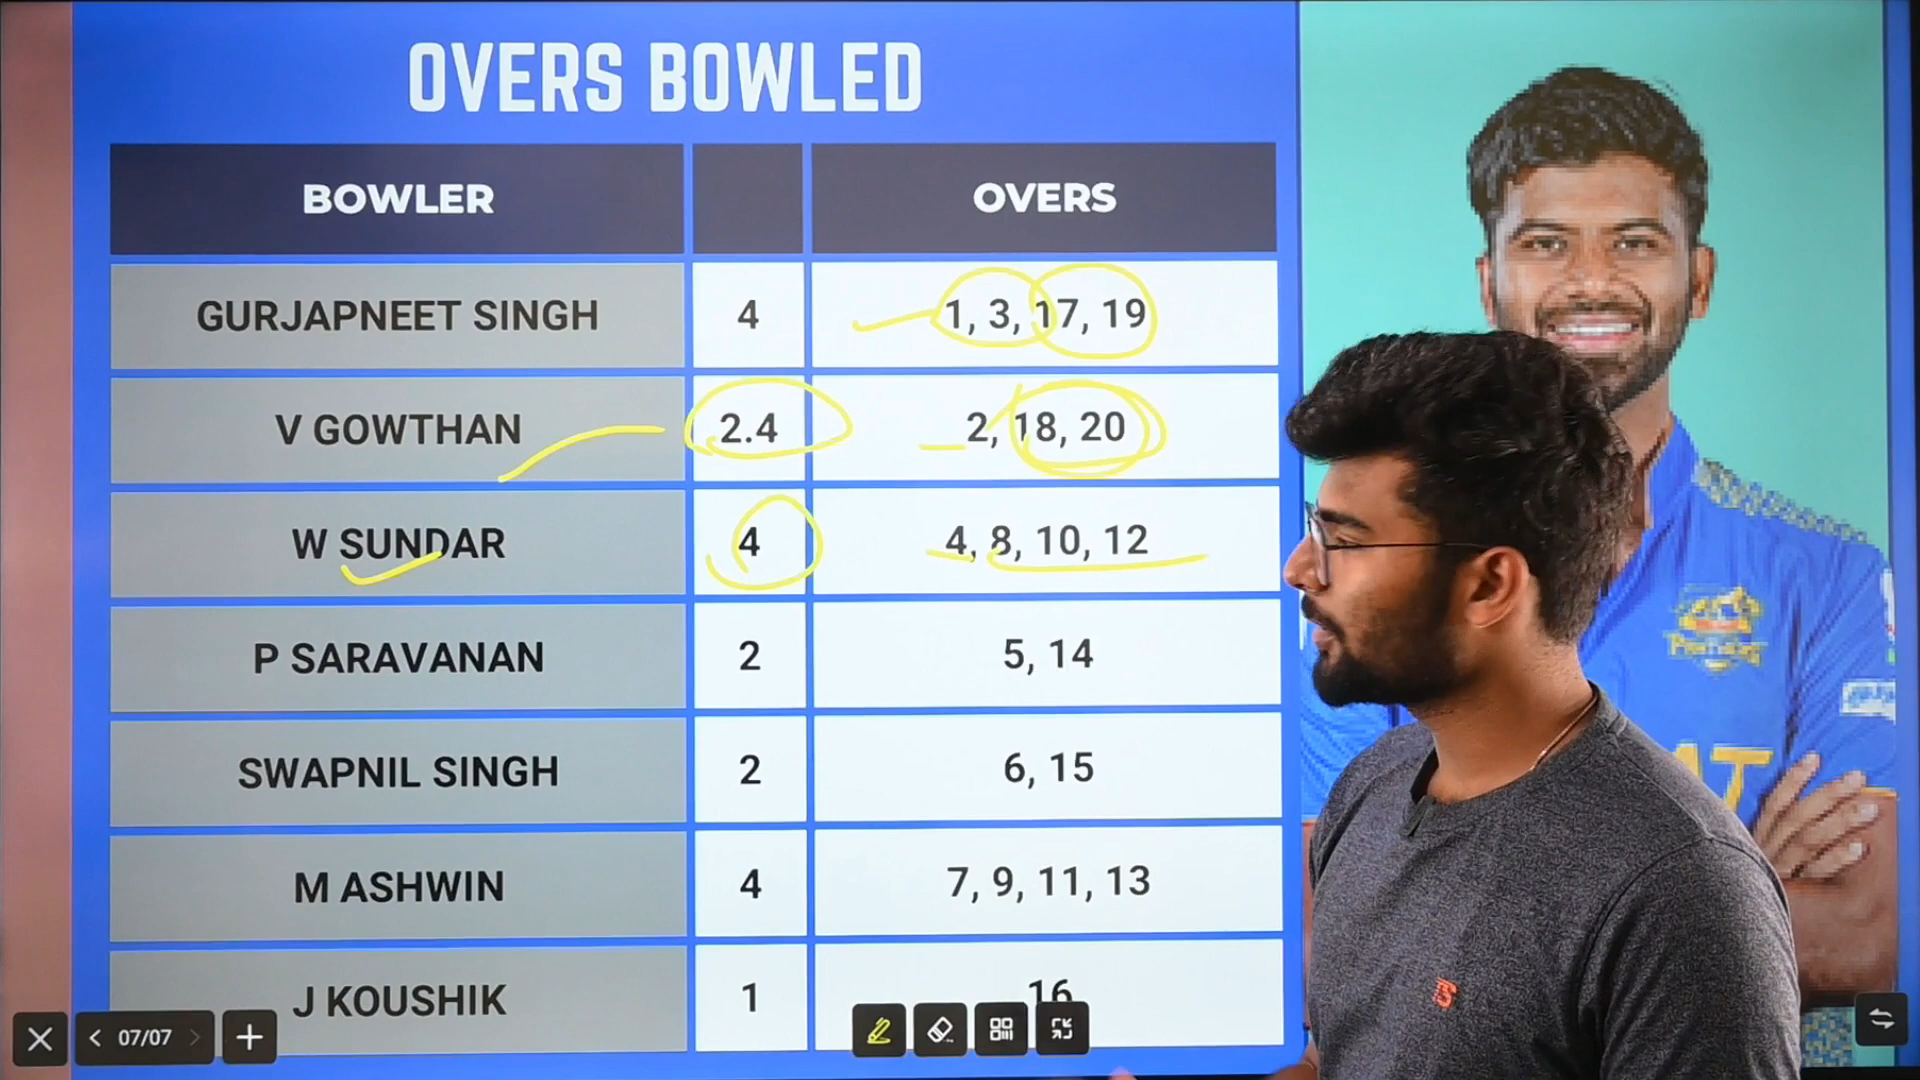 OVERS BOWLED
BOWLER OVERS
GURJAPNEET SINGH 4 1, 3, 17, 19
V GOWTHAN 2.4 2, 18, 20
W SUNDAR 4 4, 8, 10, 12
P SARAVANAN 2 5, 14
SWAPNIL SINGH 2 6, 15
M ASHWIN 4 7, 9, 11, 13
J KOUSHIK 1 16
07/07